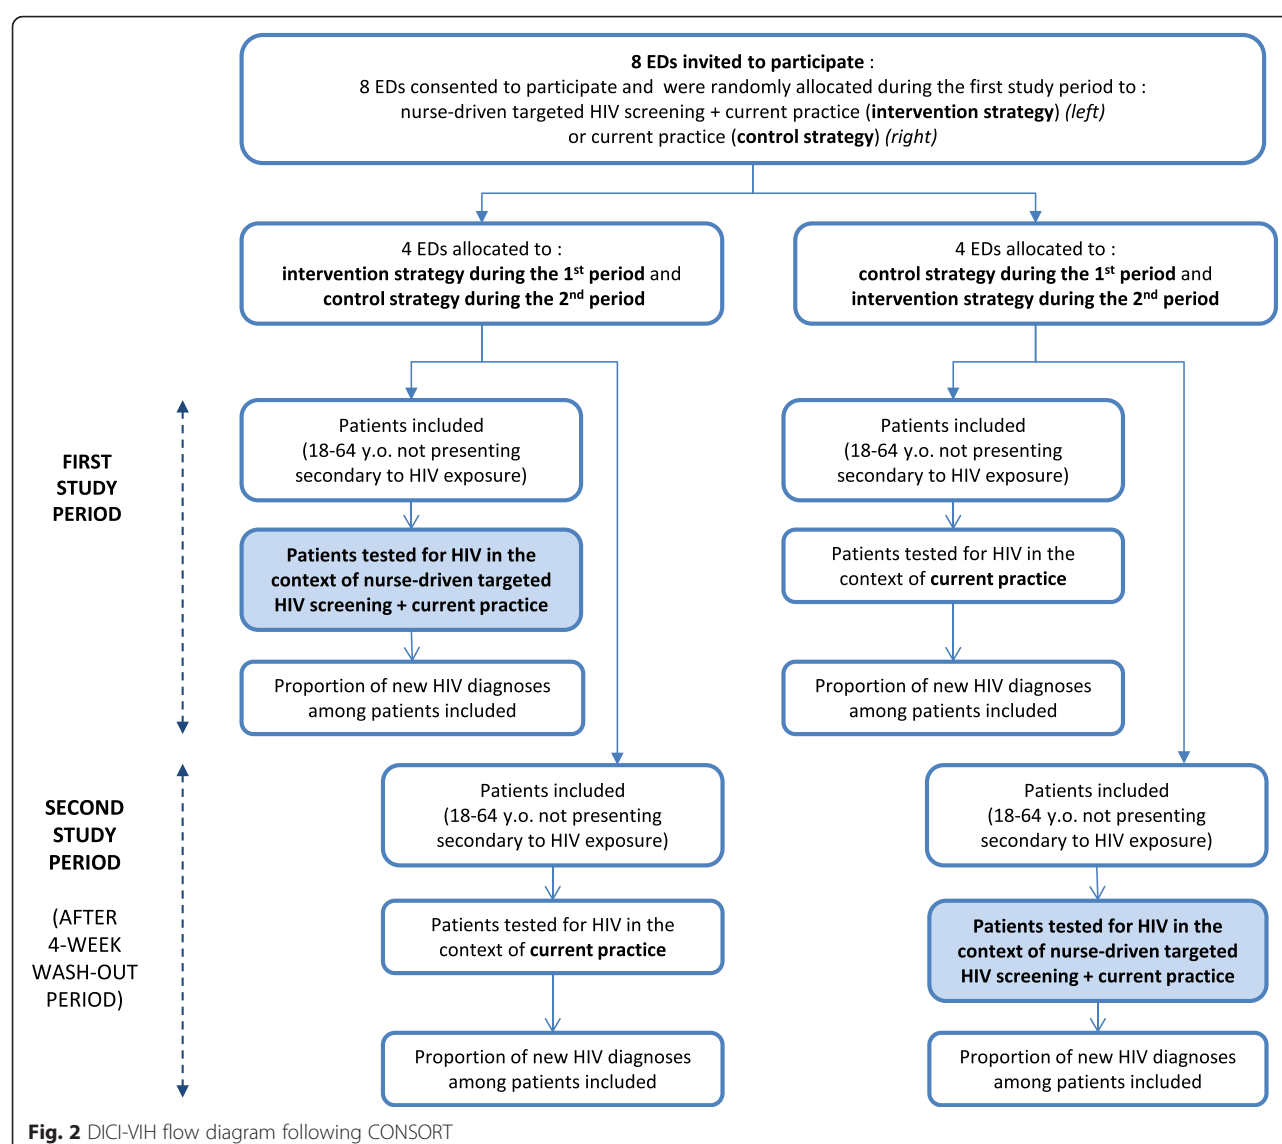 8 EDs invited to participate :
8 EDs consented to participate and were randomly allocated during the first study period to :
nurse-driven targeted HIV screening + current practice (intervention strategy) (left)
or current practice (control strategy) (right)
4 EDs allocated to :
intervention strategy during the 1st period and
control strategy during the 2nd period
4 EDs allocated to :
control strategy during the 1st period and
intervention strategy during the 2nd period
FIRST
STUDY
PERIOD
Patients included
(18-64 y.o. not presenting
secondary to HIV exposure)
Patients tested for HIV in the
context of nurse-driven targeted
HIV screening + current practice
Proportion of new HIV diagnoses
among patients included
Patients included
(18-64 y.o. not presenting
secondary to HIV exposure)
Patients tested for HIV in the
context of current practice
Proportion of new HIV diagnoses
among patients included
SECOND
STUDY
PERIOD
(AFTER
4-WEEK
WASH-OUT
PERIOD)
Patients included
(18-64 y.o. not presenting
secondary to HIV exposure)
Patients tested for HIV in the
context of current practice
Proportion of new HIV diagnoses
among patients included
Patients included
(18-64 y.o. not presenting
secondary to HIV exposure)
Patients tested for HIV in the
context of nurse-driven targeted
HIV screening + current practice
Proportion of new HIV diagnoses
among patients included
Fig. 2 DICI-VIH flow diagram following CONSORT